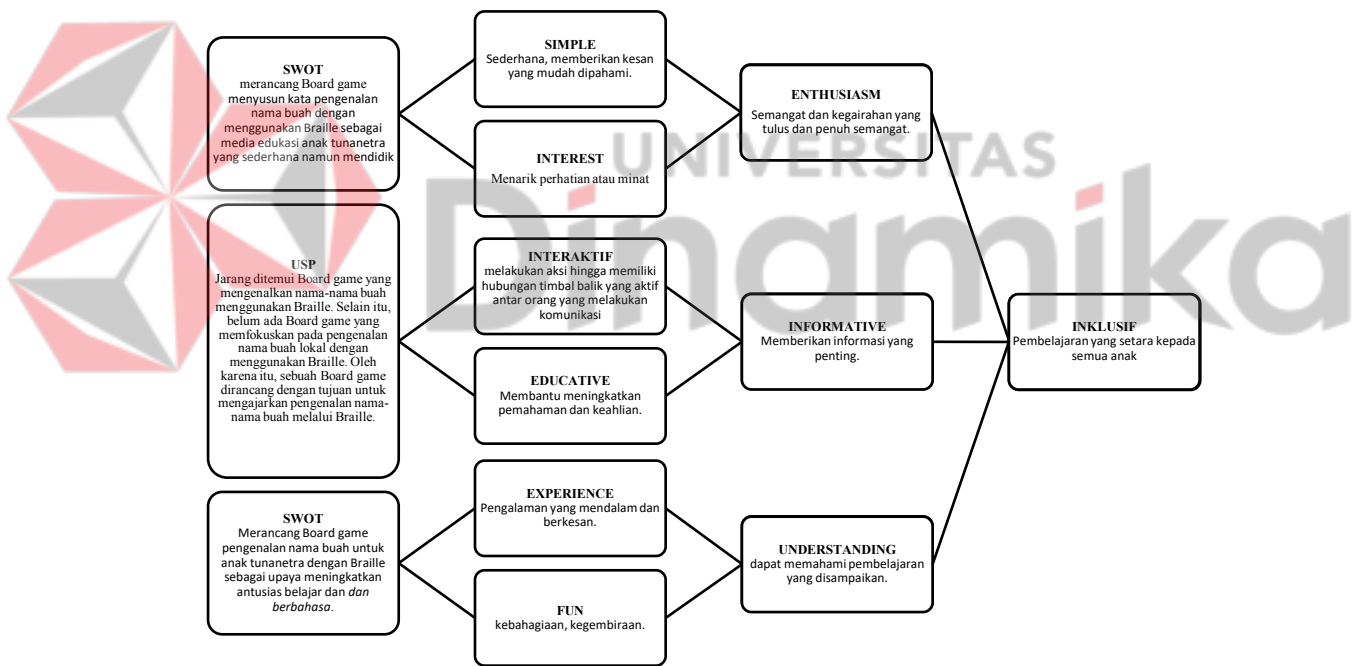 SWOT
merancang Board game
menyusun kata pengenalan
nama buah dengan
menggunakan Braille sebagai
media edukasi anak tunanetra
yang sederhana namun mendidik
USP
Jarang ditemui Board game yang
mengenalkan nama-nama buah
menggunakan Braille. Selain itu,
belum ada Board game yang
memfokuskan pada pengenalan
nama buah lokal dengan
menggunakan Braille. Oleh
karena itu, sebuah Board game
dirancang dengan tujuan untuk
mengajarkan pengenalan nama-
nama buah melalui Braille.
SWOT
Merancang Board game
pengenalan nama buah untuk
anak tunanetra dengan Braille
sebagai upaya meningkatkan
antusias belajar dan dan
berbahasa.
SIMPLE
Sederhana, memberikan kesan
yang mudah dipahami.
INTEREST
Menarik perhatian atau minat
INTERAKTIF
melakukan aksi hingga memiliki
hubungan timbal balik yang aktif
antar orang yang melakukan
komunikasi
EDUCATIVE
Membantu meningkatkan
pemahaman dan keahlian.
EXPERIENCE
Pengalaman yang mendalam dan
berkesan.
FUN
kebahagiaan, kegembiraan.
ENTHUSIASM
Semangat dan kegairahan yang
tulus dan penuh semangat.
INFORMATIVE
Memberikan informasi yang
penting.
UNDERSTANDING
dapat memahami pembelajaran
yang disampaikan.
INKLUSIF
Pembelajaran yang setara kepada
semua anak
UNIVERSITAS
Dinamika